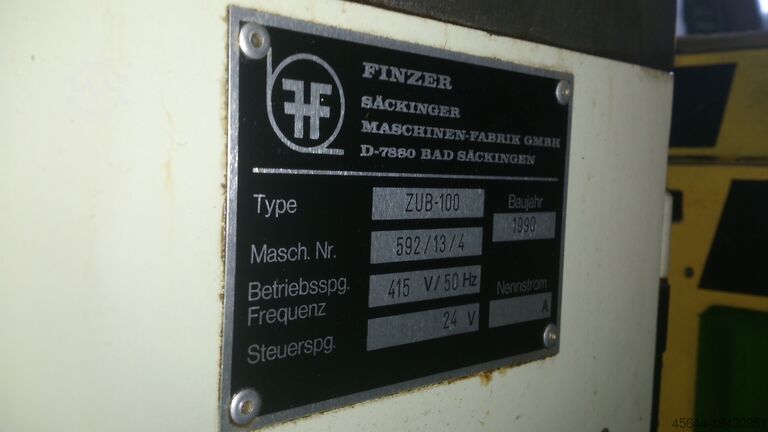 FINZER
SÄCKINGER
MASCHINEN-FABRIK GMBH
D-7880 BAD SÄCKINGEN
Type ZUB-100 Baujahr
1990
Masch. Nr. 592/13/4
Betriebsspg. 415 V/50 Hz Nennstrom
Frequenz A
Steuerspg. 24 V